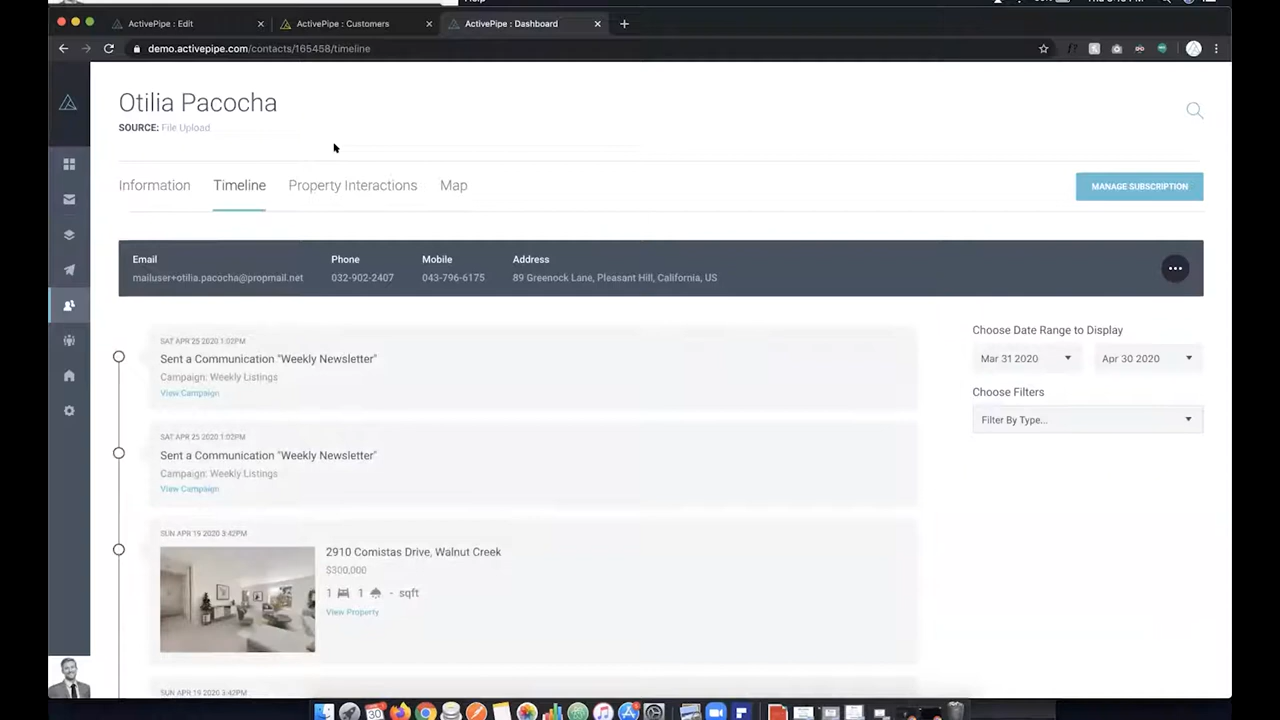 Help
ActivePipe : Edit
ActivePipe : Customers
ActivePipe : Dashboard
demo.activepipe.com/contacts/165458/timeline
Otilia Pacocha
SOURCE: File Upload
Information Timeline Property Interactions Map
MANAGE SUBSCRIPTION
Email Phone Mobile Address
mailuser+otilia.pacocha@propmail.net 032-902-2407 043-796-6175 89 Greenock Lane, Pleasant Hill, California, US
SAT APR 25 2020 1:02PM
Sent a Communication "Weekly Newsletter"
Campaign: Weekly Listings
View Campaign
Choose Date Range to Display
Mar 31 2020 Apr 30 2020
Choose Filters
Filter By Type...
SAT APR 25 2020 1:02PM
Sent a Communication "Weekly Newsletter"
Campaign: Weekly Listings
View Campaign
SUN APR 19 2020 3:42PM
2910 Comistas Drive, Walnut Creek
$300,000
1 1 - sqft
View Property
SUN APR 19 2020 3:42PM
30